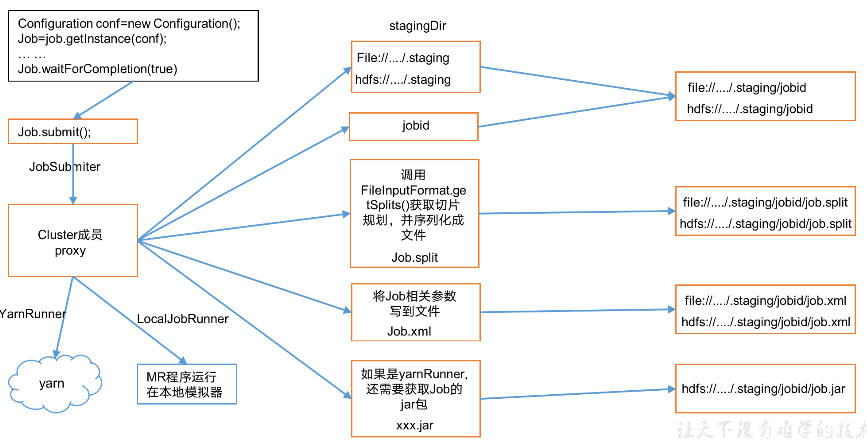 Configuration conf=new Configuration();
Job=job.getInstance(conf);
… …
Job.waitForCompletion(true)
Job.submit();
JobSubmiter
Cluster成员
proxy
YarnRunner
LocalJobRunner
yarn
MR程序运行
在本地模拟器
stagingDir
File://..../.staging
hdfs://..../.staging
jobid
调用
FileInputFormat.ge
tSplits()获取切片
规划，并序列化成
文件
Job.split
将Job相关参数
写到文件
Job.xml
如果是yarnRunner,
还需要获取Job的
jar包
xxx.jar
file://..../.staging/jobid
hdfs://..../.staging/jobid
file://..../.staging/jobid/job.split
hdfs://..../.staging/jobid/job.split
file://..../.staging/jobid/job.xml
hdfs://..../.staging/jobid/job.xml
hdfs://..../.staging/jobid/job.jar
让天下没有难学的技术